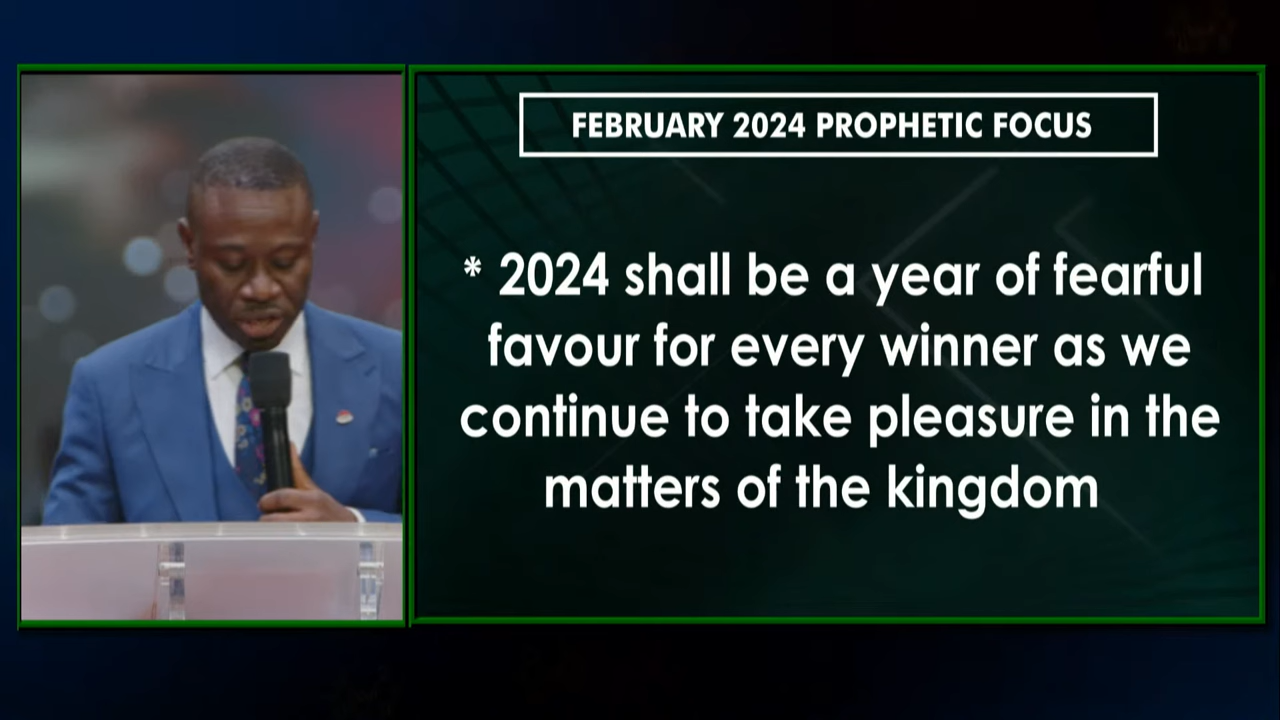 FEBRUARY 2024 PROPHETIC FOCUS
* 2024 shall be a year of fearful
favour for every winner as we
continue to take pleasure in the
matters of the kingdom